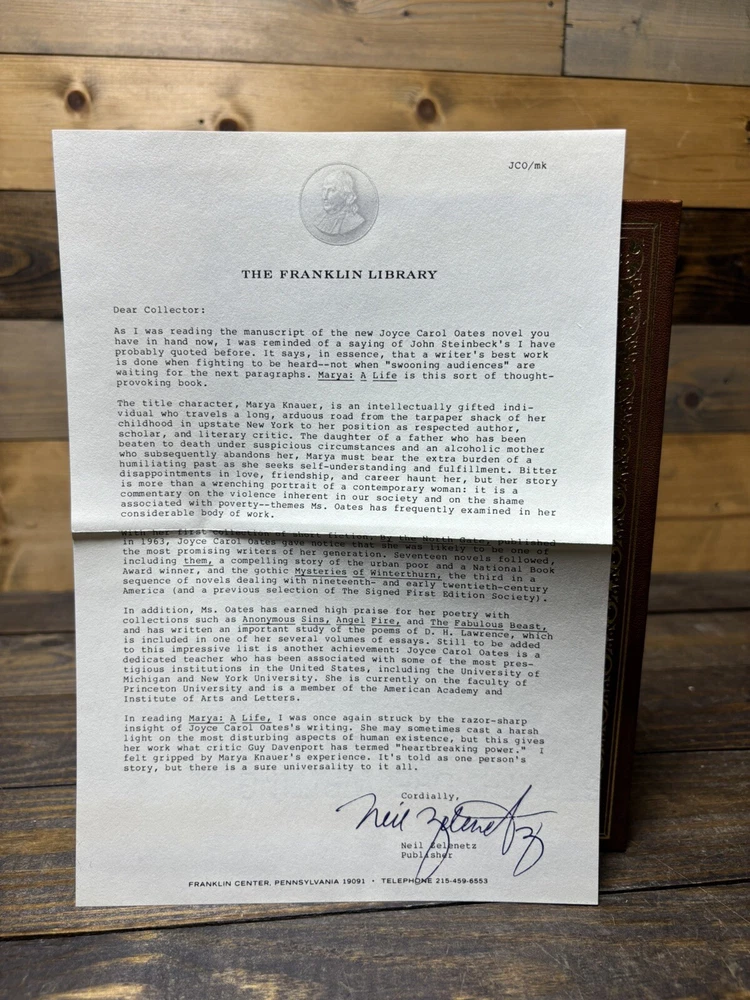 JCO/mk
THE FRANKLIN LIBRARY
Dear Collector:
As I was reading the manuscript of the new Joyce Carol Oates novel you
have in hand now, I was reminded of a saying of John Steinbeck's I have
probably quoted before. It says, in essence, that a writer's best work
is done when fighting to be heard--not when "swooning audiences" are
waiting for the next paragraphs. Marya: A Life is this sort of thought-
provoking book.
The title character, Marya Knauer, is an intellectually gifted indi-
vidual who travels a long, arduous road from the tarpaper shack of her
childhood in upstate New York to her position as respected author,
scholar, and literary critic. The daughter of a father who has been
beaten to death under suspicious circumstances and an alcoholic mother
who subsequently abandons her, Marya must bear the extra burden of a
humiliating past as she seeks self-understanding and fulfillment. Bitter
disappointments in love, friendship, and career haunt her, but her story
is more than a wrenching portrait of a contemporary woman: it is a
commentary on the violence inherent in our society and on the shame
associated with poverty--themes Ms. Oates has frequently examined in her
considerable body of work.
With her first collection of short fiction, By the North Gate, published
in 1963, Joyce Carol Oates gave notice that she was likely to be one of
the most promising writers of her generation. Seventeen novels followed,
including them, a compelling story of the urban poor and a National Book
Award winner, and the gothic Mysteries of Winterthurn, the third in a
sequence of novels dealing with nineteenth- and early twentieth-century
America (and a previous selection of The Signed First Edition Society).
In addition, Ms. Oates has earned high praise for her poetry with
collections such as Anonymous Sins, Angel Fire, and The Fabulous Beast,
and has written an important study of the poems of D. H. Lawrence, which
is included in one of her several volumes of essays. Still to be added
to this impressive list is another achievement: Joyce Carol Oates is a
dedicated teacher who has been associated with some of the most pres-
tigious institutions in the United States, including the University of
Michigan and New York University. She is currently on the faculty of
Princeton University and is a member of the American Academy and
Institute of Arts and Letters.
In reading Marya: A Life, I was once again struck by the razor-sharp
insight of Joyce Carol Oates's writing. She may sometimes cast a harsh
light on the most disturbing aspects of human existence, but this gives
her work what critic Guy Davenport has termed "heartbreaking power." I
felt gripped by Marya Knauer's experience. It's told as one person's
story, but there is a sure universality to it all.
Cordially,
Neil Zelenetz
Neil Zelenetz
Publisher
FRANKLIN CENTER, PENNSYLVANIA 19091 • TELEPHONE 215-459-6553